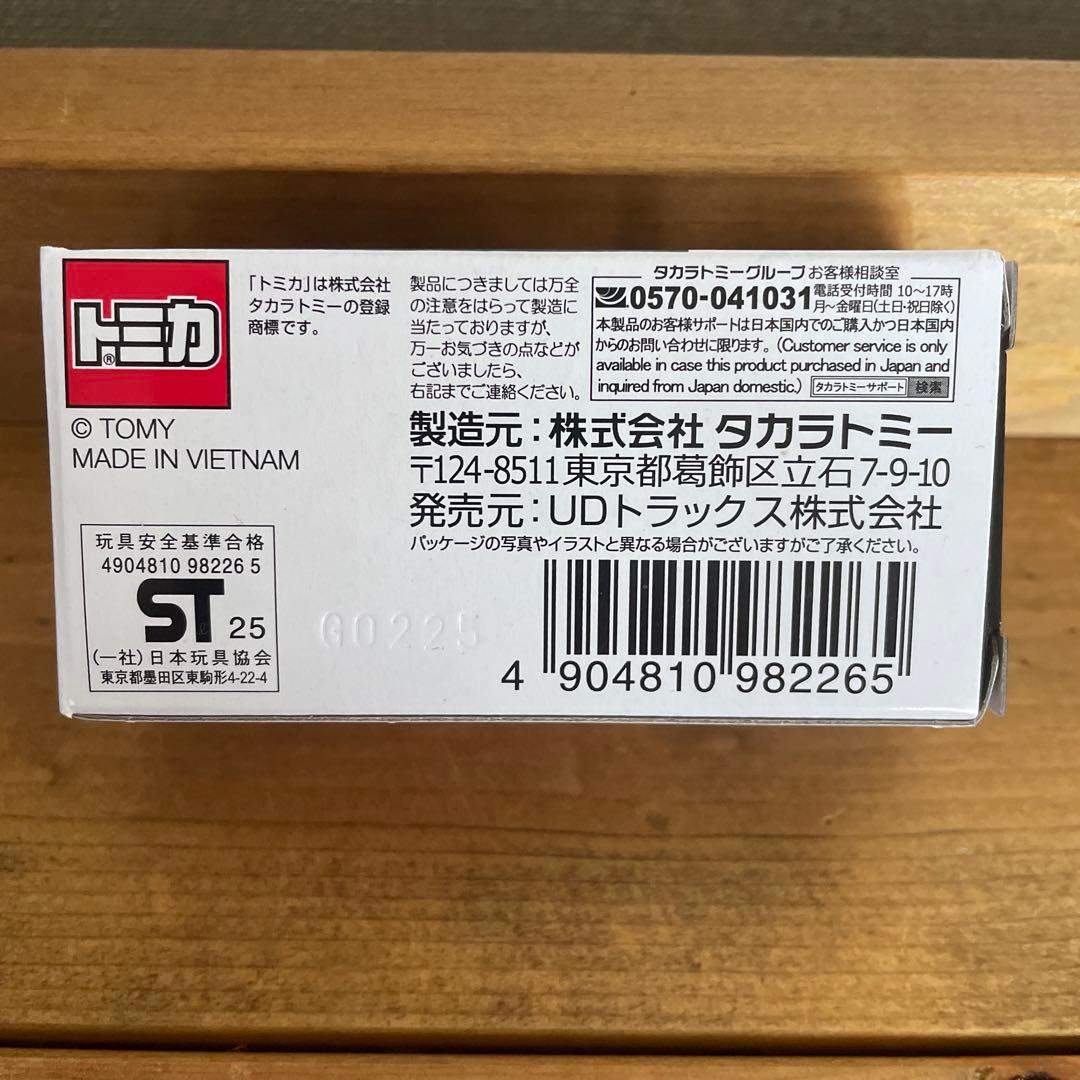 トミカ®
© TOMY
MADE IN VIETNAM
「トミカ」は株式会社
タカラトミーの登録
商標です。
製品につきましては万全
の注意をはらって製造に
当たっておりますが、
万一お気づきの点などが
ございましたら、
右記までご連絡ください。
タカラトミーグループ お客様相談室
0570-041031 電話受付時間 10〜17時
月〜金曜日(土日・祝日除く)
本製品のお客様サポートは日本国内でのご購入かつ日本国内
からのお問い合わせに限ります。(Customer service is only
available in case this product purchased in Japan and
inquired from Japan domestic.) タカラトミーサポート 検索
製造元:株式会社 タカラトミー
〒124-8511東京都葛飾区立石7-9-10
発売元:UDトラックス株式会社
パッケージの写真やイラストと異なる場合がございますがご了承ください。
玩具安全基準合格
4904810 98226 5
ST 25
(一社)日本玩具協会
東京都墨田区東駒形4-22-4
G0225
4 904810 982265